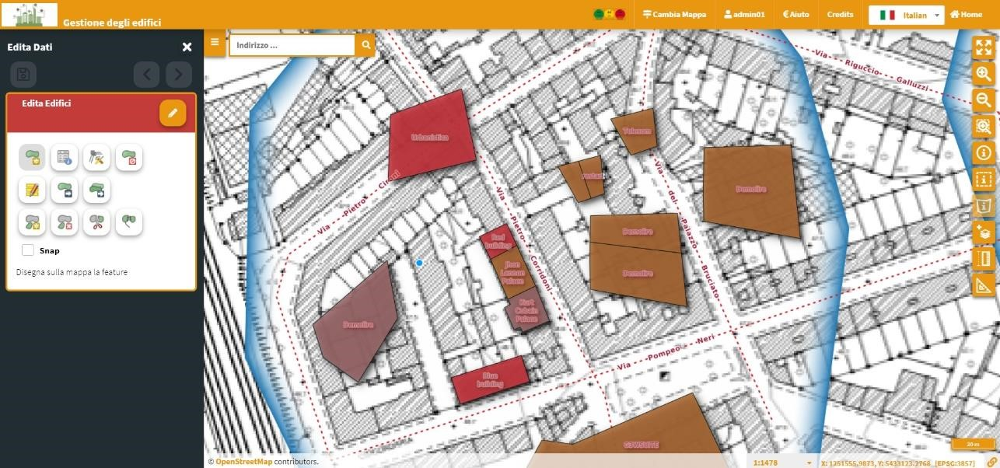 Gestione degli edifici
Cambia Mappa
admin01
€Aiuto
Credits
Italian
Home
Edita Dati
Indirizzo ...
Edita Edifici
Snap
Disegna sulla mappa la feature
Via Riguccio Galluzzi
Urbanistica
Telecom
Via Pietro Cironi
Via Pietro Corridoni
Via del Palazzo Bruciato
Demolire
Demolire
Demolire
Red
building
Jhon
Lennon
Palace
Kurt
Cobain
Palace
Demolire
Via Pompeo Neri
Blue
building
G3WSUITE
20 m
© OpenStreetMap contributors.
1:1478
X: 1251555.9873, Y: 5433123.2768 [EPSG:3857]